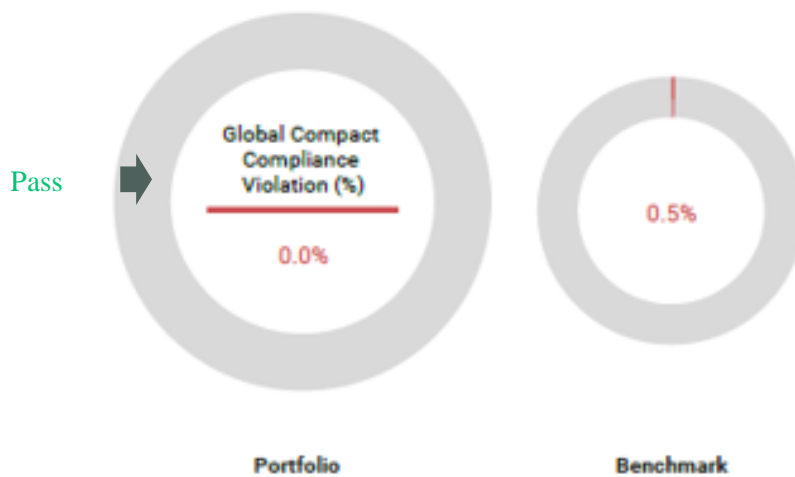 Global Compact
Compliance
Violation (%)
Pass
0.0%
0.5%
Portfolio
Benchmark